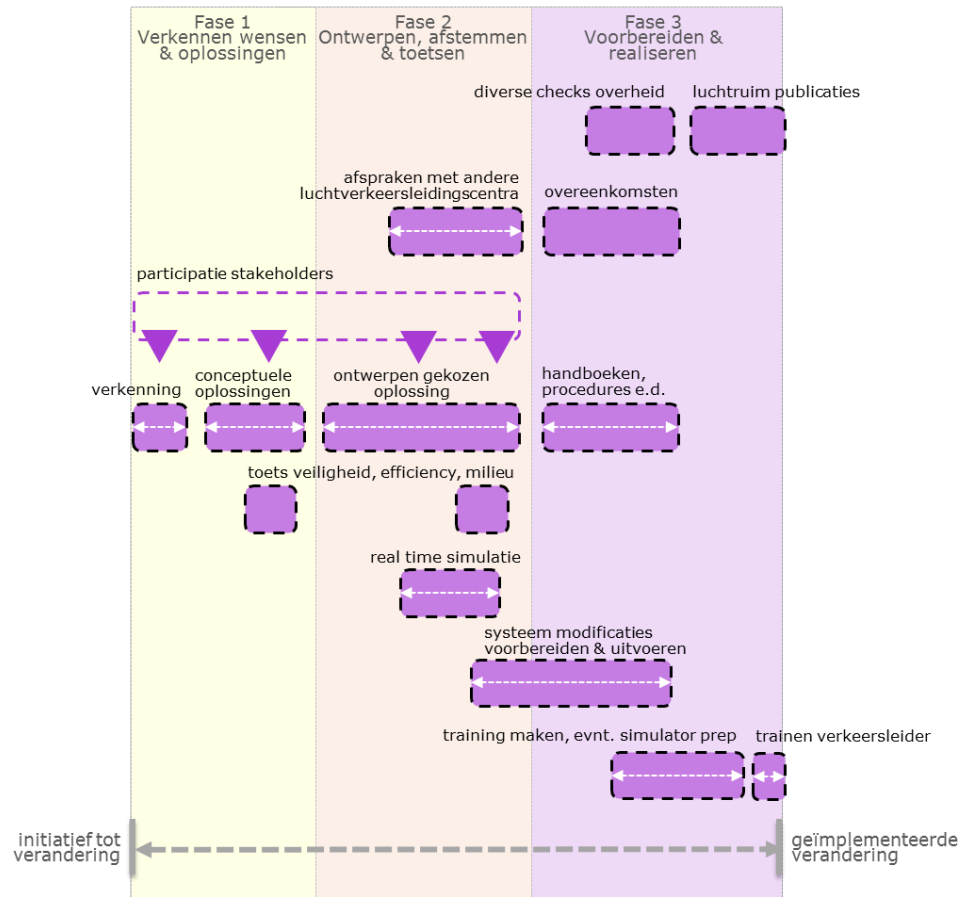 Fase 1
Verkennen wensen
& oplossingen
Fase 2
Ontwerpen, afstemmen
& toetsen
Fase 3
Voorbereiden &
realiseren
diverse checks overheid
luchtruim publicaties
afspraken met andere
luchtverkeersleidingscentra
overeenkomsten
participatie stakeholders
verkenning
conceptuele
oplossingen
ontwerpen gekozen
oplossing
handboeken,
procedures e.d.
toets veiligheid, efficiency, milieu
real time simulatie
systeem modificaties
voorbereiden & uitvoeren
training maken, evnt. simulator prep
trainen verkeersleider
initiatief tot
verandering
geïmplementeerde
verandering